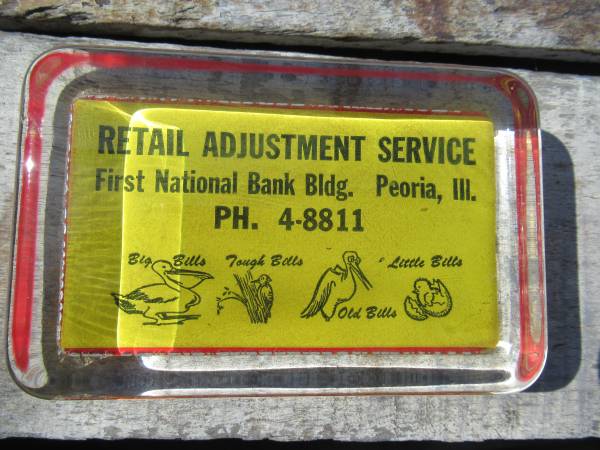 RETAIL ADJUSTMENT SERVICE
First National Bank Bldg. Peoria, Ill.
PH. 4-8811
Big Bills Tough Bills Little Bills
Old Bills